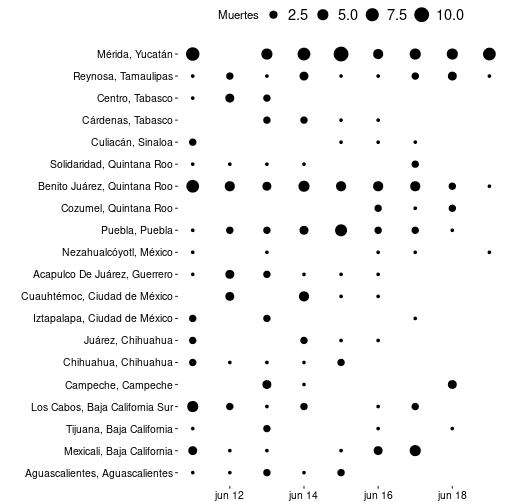 Muertes 2.5 5.0 7.5 10.0
Mérida, Yucatán
Reynosa, Tamaulipas
Centro, Tabasco
Cárdenas, Tabasco
Culiacán, Sinaloa
Solidaridad, Quintana Roo
Benito Juárez, Quintana Roo
Cozumel, Quintana Roo
Puebla, Puebla
Nezahualcóyotl, México
Acapulco De Juárez, Guerrero
Cuauhtémoc, Ciudad de México
Iztapalapa, Ciudad de México
Juárez, Chihuahua
Chihuahua, Chihuahua
Campeche, Campeche
Los Cabos, Baja California Sur
Tijuana, Baja California
Mexicali, Baja California
Aguascalientes, Aguascalientes
jun 12 jun 14 jun 16 jun 18